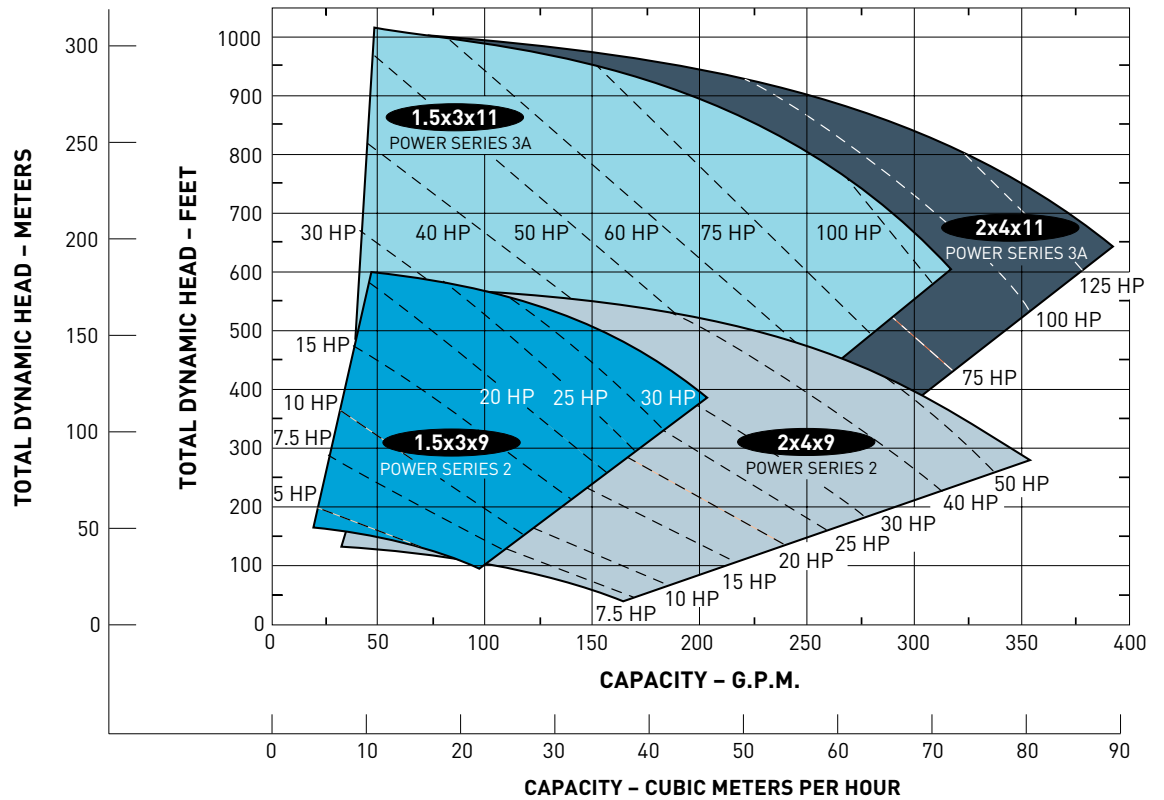 TOTAL DYNAMIC HEAD – METERS
300
250
200
150
100
50
0
TOTAL DYNAMIC HEAD – FEET
1000
900
800
700
600
500
400
300
200
100
0
1.5x3x11
POWER SERIES 3A
2x4x11
POWER SERIES 3A
30 HP
40 HP
50 HP
60 HP
75 HP
100 HP
125 HP
100 HP
75 HP
15 HP
10 HP
7.5 HP
5 HP
20 HP
25 HP
30 HP
1.5x3x9
POWER SERIES 2
2x4x9
POWER SERIES 2
50 HP
40 HP
30 HP
25 HP
20 HP
15 HP
10 HP
7.5 HP
0 50 100 150 200 250 300 350 400
CAPACITY – G.P.M.
0 10 20 30 40 50 60 70 80 90
CAPACITY – CUBIC METERS PER HOUR